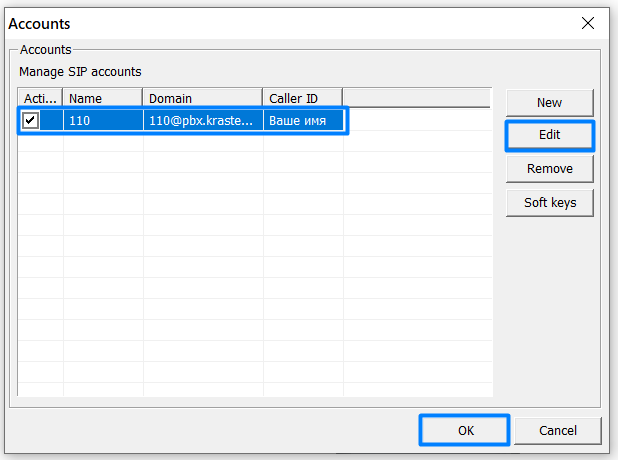 Accounts
Accounts
Manage SIP accounts
Acti... Name Domain Caller ID
110 110@pbx.kraste... Ваше имя
New
Edit
Remove
Soft keys
OK Cancel